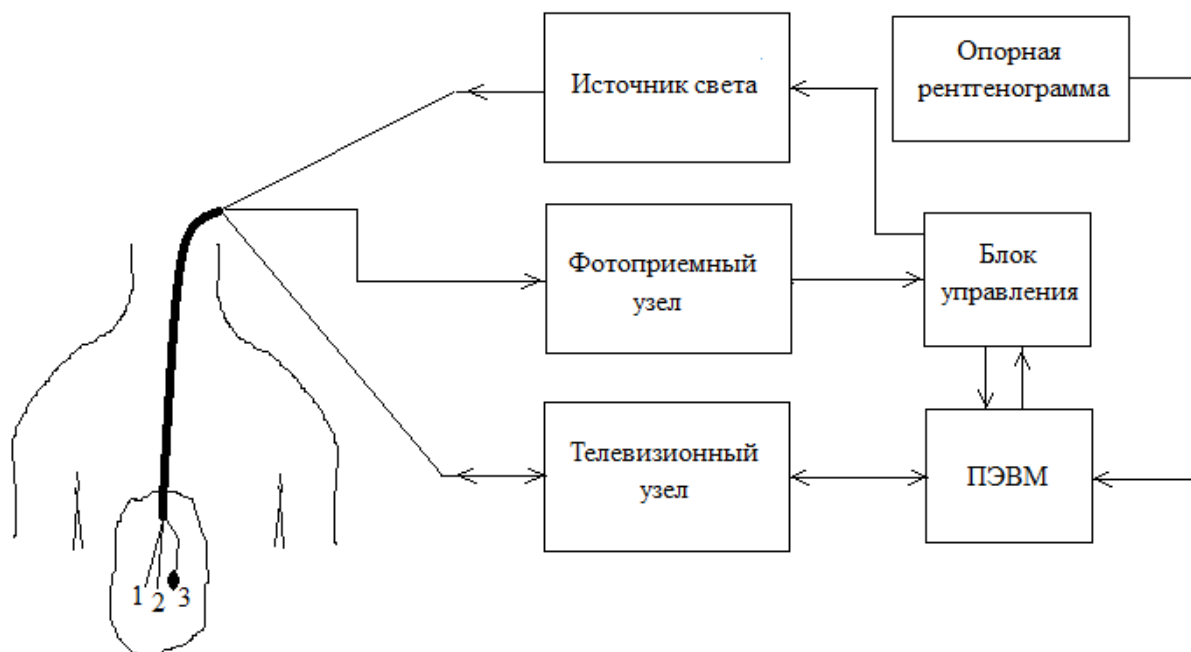 Источник света
Опорная
рентгенограмма
Фотоприемный
узел
Блок
управления
Телевизионный
узел
ПЭВМ
1
2
3